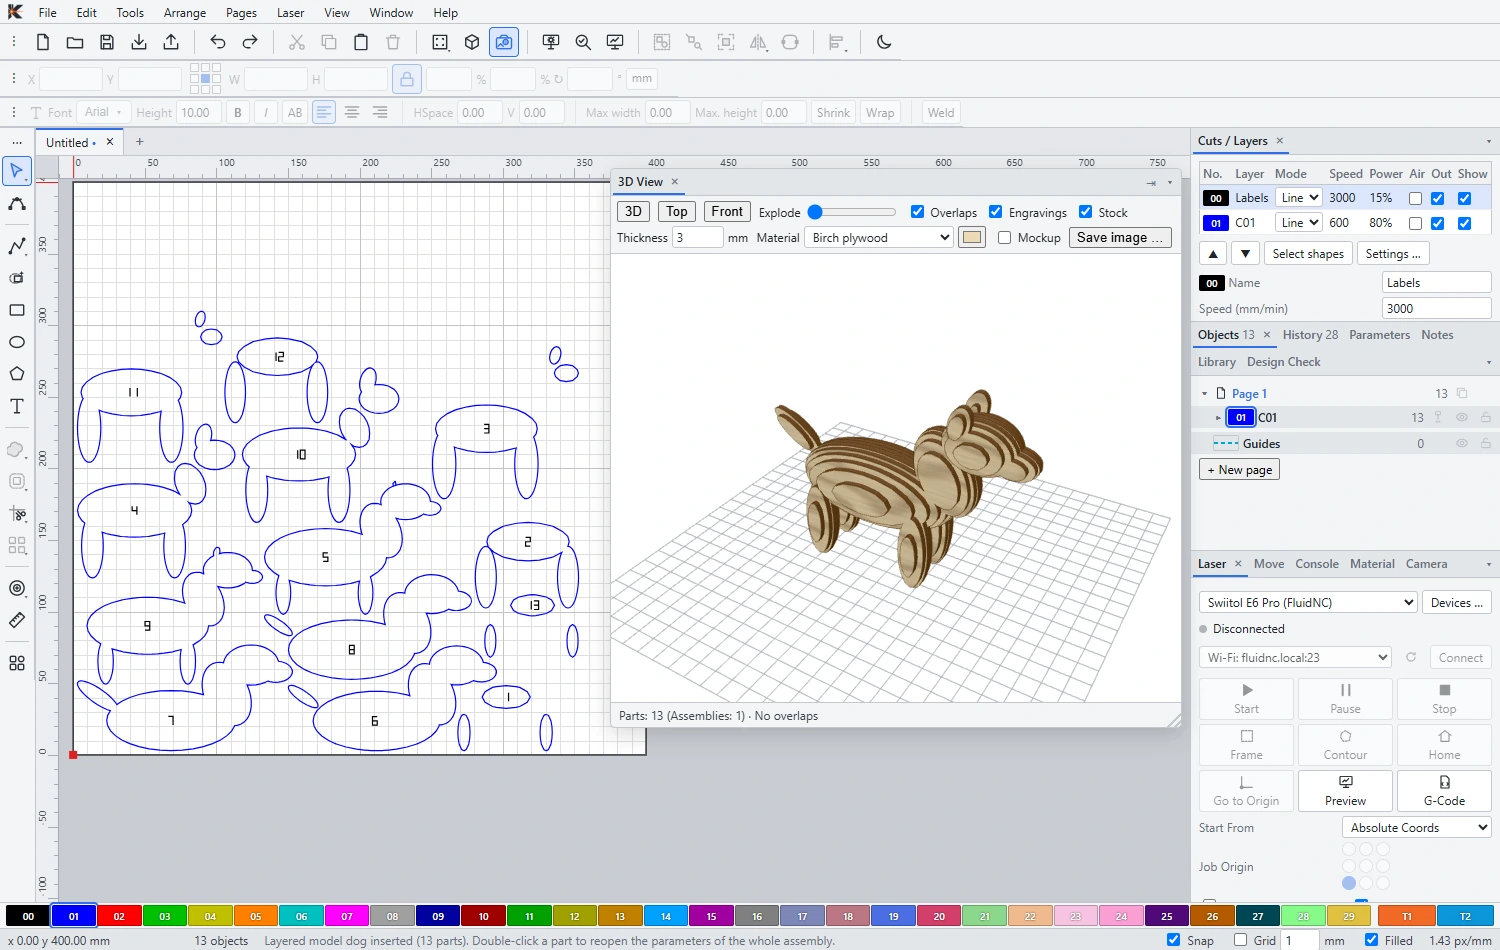 File Edit Tools Arrange Pages Laser View Window Help
X Y W H % % ° mm
Font Arial Height 10.00 B I AB HSpace 0.00 V 0.00 Max width 0.00 Max. height 0.00 Shrink Wrap Weld
Untitled •
0 50 100 150 200 250 300 350 400 450 500 550 600 650 700 750
350
300
250
200
150
100
50
0
-50
-100
12
11
3
10
4
5
2
13
9
8
1
7
6
3D View
3D Top Front Explode Overlaps Engravings Stock
Thickness 3 mm Material Birch plywood Mockup Save image ...
Parts: 13 (Assemblies: 1) · No overlaps
Cuts / Layers
No. Layer Mode Speed Power Air Out Show
00 Labels Line 3000 15%
01 C01 Line 600 80%
▲ ▼ Select shapes Settings ...
00 Name Labels
Speed (mm/min) 3000
Objects 13 History 28 Parameters Notes
Library Design Check
Page 1 13
01 C01 13
Guides 0
+ New page
Laser Move Console Material Camera
Swiitol E6 Pro (FluidNC) Devices ...
Disconnected
Wi-Fi: fluidnc.local:23 Connect
Start Pause Stop
Frame Contour Home
Go to Origin Preview G-Code
Start From Absolute Coords
Job Origin
00 01 02 03 04 05 06 07 08 09 10 11 12 13 14 15 16 17 18 19 20 21 22 23 24 25 26 27 28 29 T1 T2
x 0.00 y 400.00 mm 13 objects Layered model dog inserted (13 parts). Double-click a part to reopen the parameters of the whole assembly. Snap Grid 1 mm Filled 1.43 px/mm